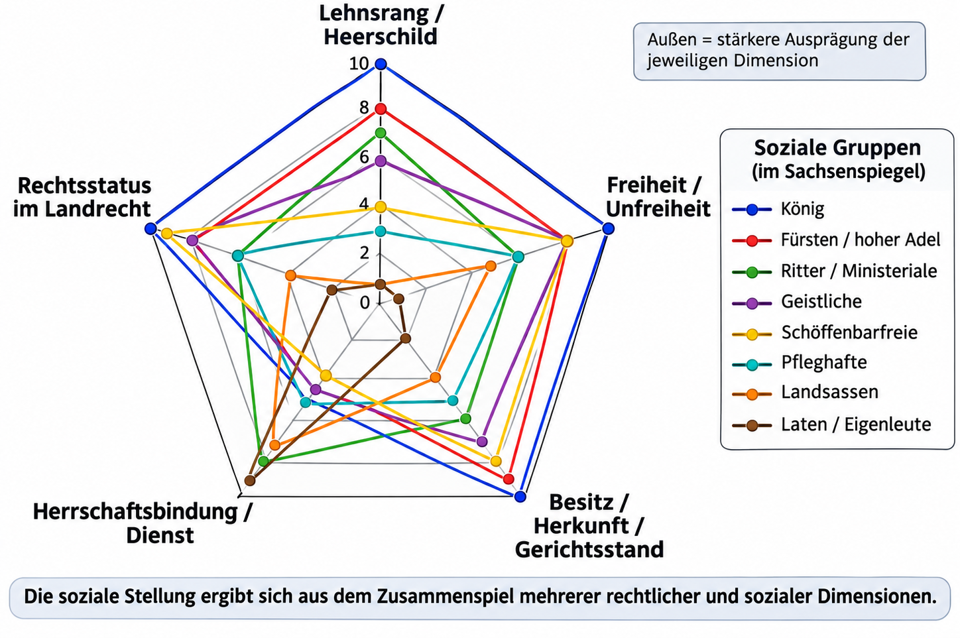 Lehnsrang /
Heerschild
Außen = stärkere Ausprägung der
jeweiligen Dimension
10
8
6
4
2
0
Rechtsstatus
im Landrecht
Freiheit /
Unfreiheit
Soziale Gruppen
(im Sachsenspiegel)
König
Fürsten / hoher Adel
Ritter / Ministeriale
Geistliche
Schöffenbarfreie
Pfleghafte
Landsassen
Laten / Eigenleute
Herrschaftsbindung /
Dienst
Besitz /
Herkunft /
Gerichtsstand
Die soziale Stellung ergibt sich aus dem Zusammenspiel mehrerer rechtlicher und sozialer Dimensionen.